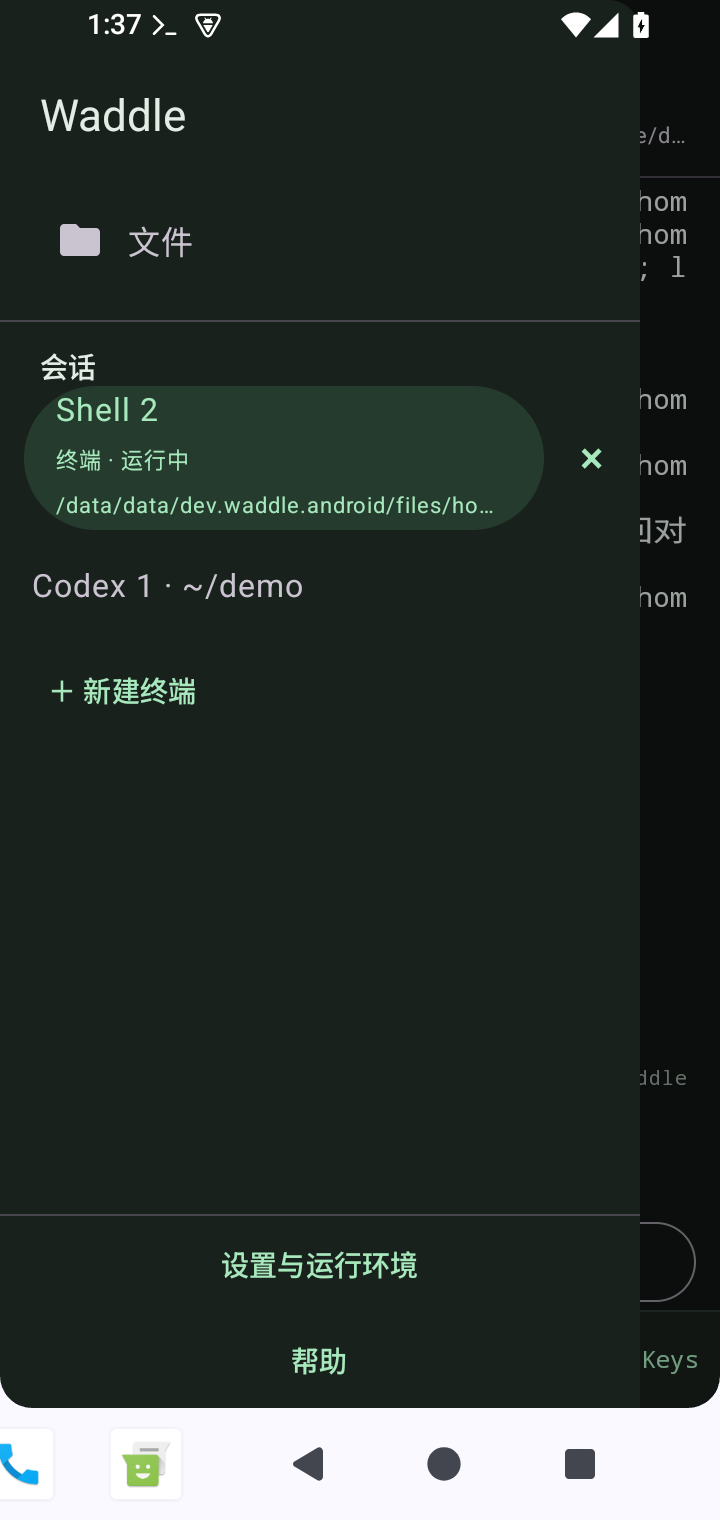 1:37
Waddle
e/d…
文件
hom
hom
; l
会话
Shell 2
终端 · 运行中
/data/data/dev.waddle.android/files/ho…
hom
hom
回对
Codex 1 · ~/demo
hom
+ 新建终端
ddle
设置与运行环境
帮助
Keys